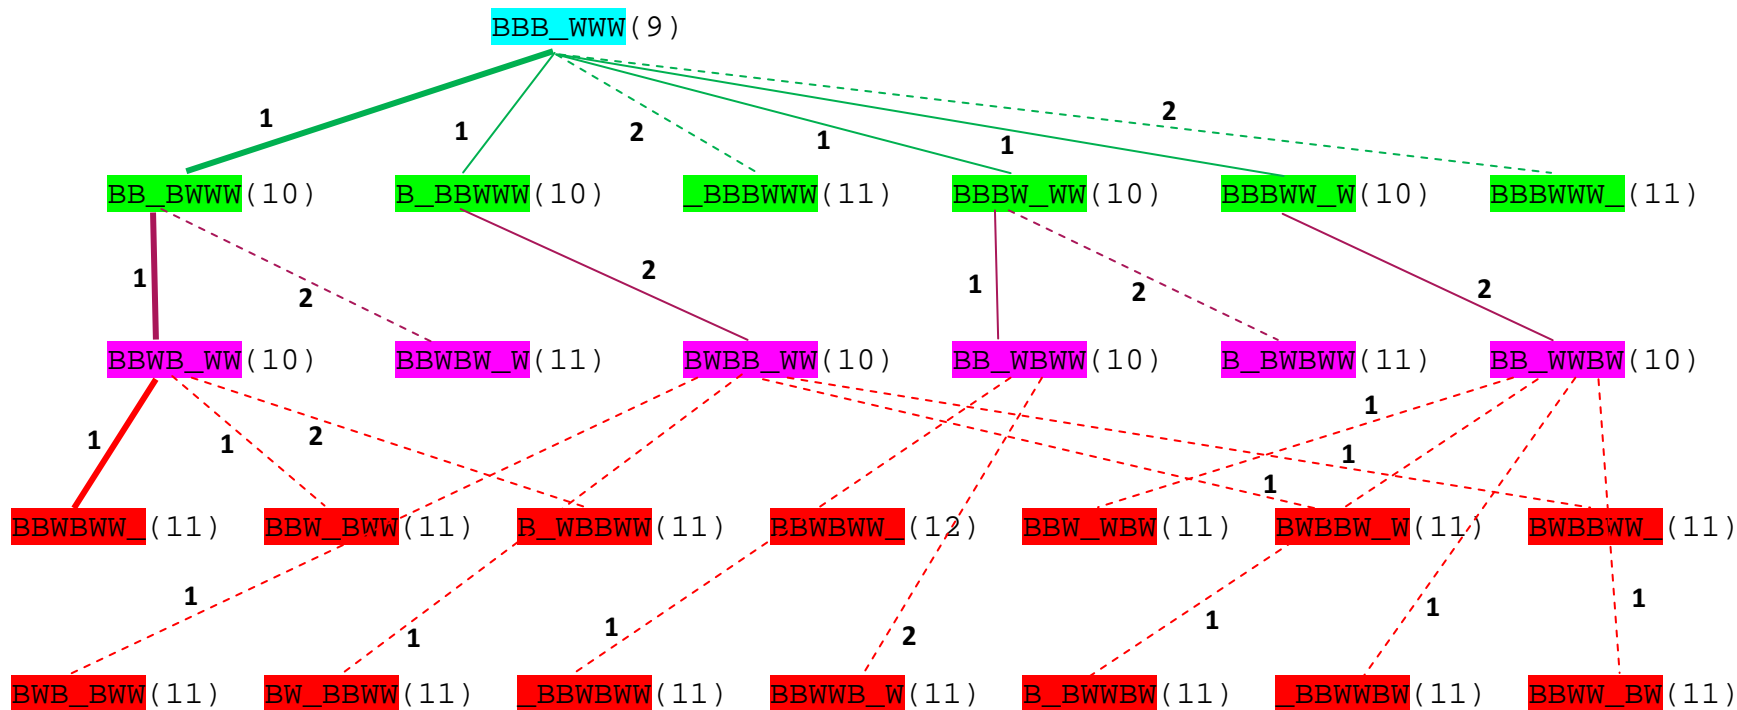 BBB_WWW(9)
1 1 2 1 1 2
BB_BWWW(10) B_BBWWW(10) _BBBWWW(11) BBBW_WW(10) BBBWW_W(10) BBBWWW_(11)
1 2 2 1 2 2
BBWB_WW(10) BBWBW_W(11) BWBB_WW(10) BB_WBWW(10) B_BWBWW(11) BB_WWBW(10)
1 1 2 1 1 1
BBWBWW_(11) BBW_BWW(11) B_WBBWW(11) BBWBWW_(12) BBW_WBW(11) BWBBW_W(11) BWBBWW_(11)
1 1 1 2 1 1 1
BWB_BWW(11) BW_BBWW(11) _BBWBWW(11) BBWWB_W(11) B_BWWBW(11) _BBWWBW(11) BBWW_BW(11)